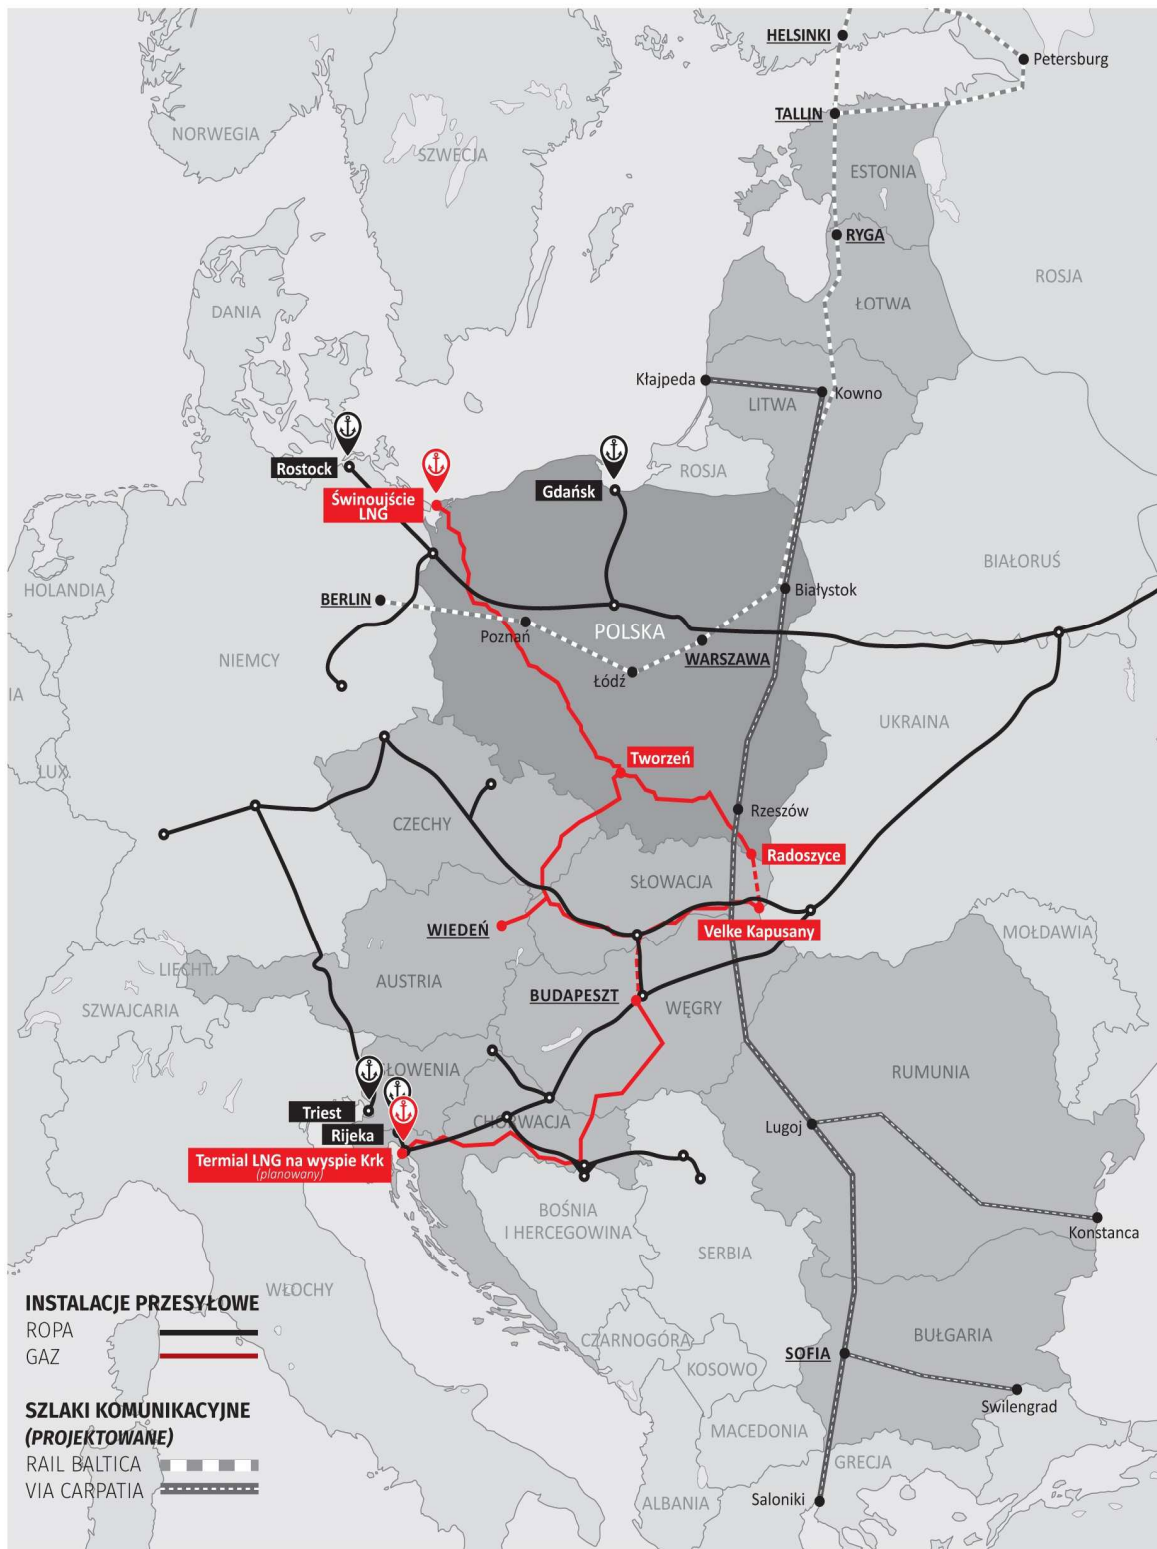 HELSINKI
Petersburg
TALLIN
NORWEGIA
SZWECJA
ESTONIA
RYGA
ROSJA
DANIA
ŁOTWA
Kłajpeda
LITWA
Kowno
Rostock
ROSJA
Gdańsk
Świnoujście
LNG
BIAŁORUŚ
HOLANDIA
BERLIN
Białystok
Poznań
POLSKA
WARSZAWA
NIEMCY
Łódź
IA
UKRAINA
LUX.
Tworzeń
Rzeszów
CZECHY
Radoszyce
SŁOWACJA
WIEDEŃ
Velke Kapusany
MOŁDAWIA
LIECHT.
AUSTRIA
BUDAPESZT
WĘGRY
SZWAJCARIA
SŁOWENIA
RUMUNIA
Triest
CHORWACJA
Lugoj
Rijeka
Termial LNG na wyspie Krk
(planowany)
BOŚNIA
I HERCEGOWINA
Konstanca
SERBIA
WŁOCHY
INSTALACJE PRZESYŁOWE
ROPA
GAZ
CZARNOGÓRA
KOSOWO
BUŁGARIA
SOFIA
Swilengrad
SZLAKI KOMUNIKACYJNE
(PROJEKTOWANE)
RAIL BALTICA
VIA CARPATIA
MACEDONIA
GRECJA
ALBANIA
Saloniki